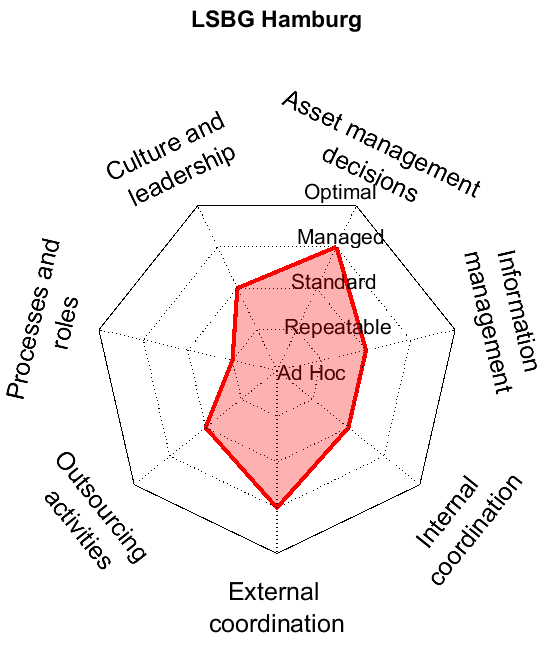 LSBG Hamburg
Asset management
decisions
Culture and
leadership
Optimal
Managed
Standard
Repeatable
Ad Hoc
Information
management
Processes and
roles
Internal
coordination
Outsourcing
activities
External
coordination